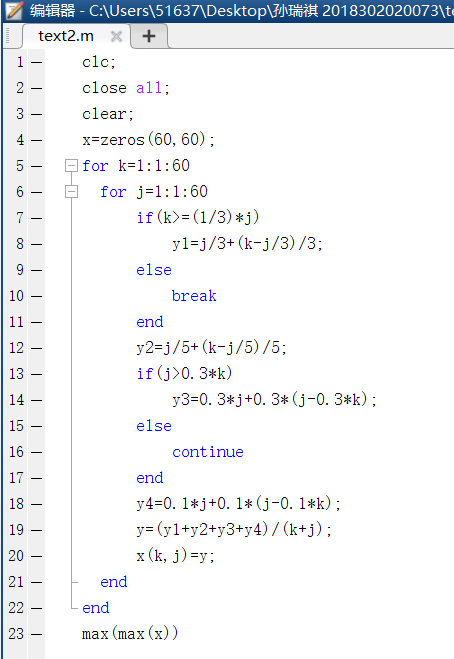 编辑器 - C:\Users\51637\Desktop\孙瑞祺 2018302020073\te
text2.m
1 — clc;
2 — close all;
3 — clear;
4 — x=zeros(60,60);
5 — for k=1:1:60
6 — for j=1:1:60
7 — if(k>=(1/3)*j)
8 — y1=j/3+(k-j/3)/3;
9 — else
10 — break
11 — end
12 — y2=j/5+(k-j/5)/5;
13 — if(j>0.3*k)
14 — y3=0.3*j+0.3*(j-0.3*k);
15 — else
16 — continue
17 — end
18 — y4=0.1*j+0.1*(j-0.1*k);
19 — y=(y1+y2+y3+y4)/(k+j);
20 — x(k,j)=y;
21 — end
22 — end
23 — max(max(x))